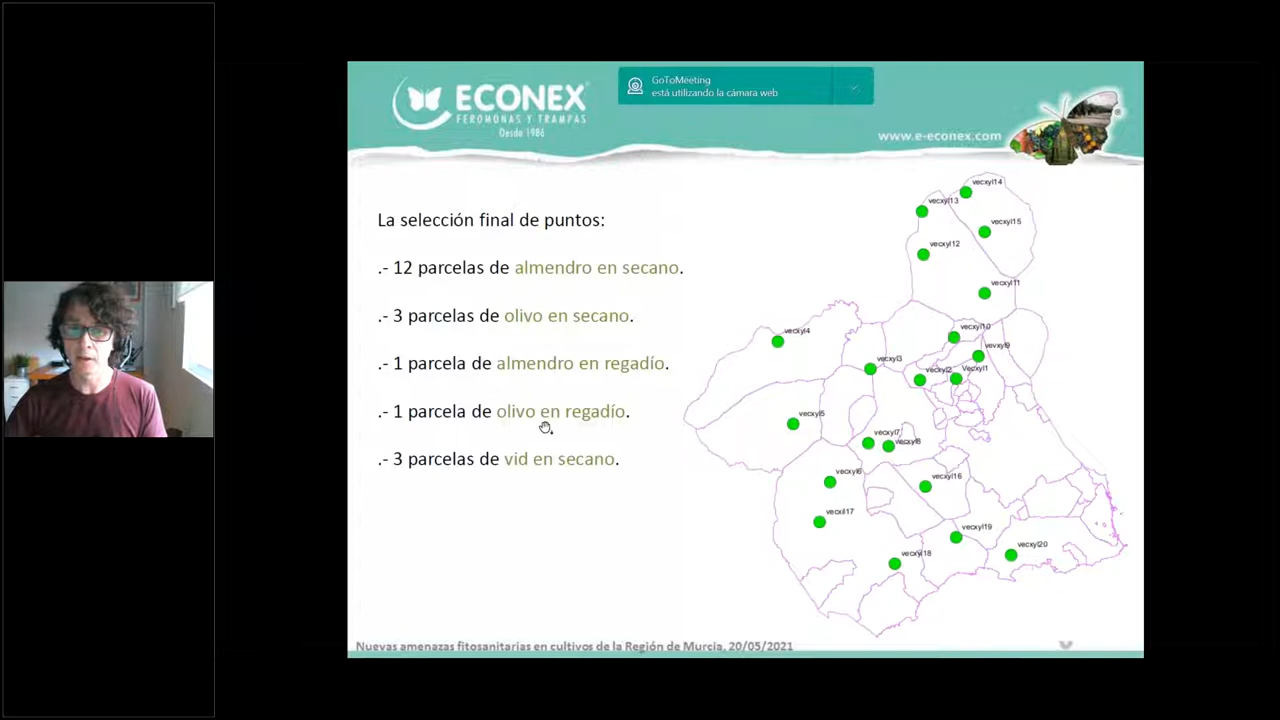 GoToMeeting
está utilizando la cámara web
ECONEX
FEROMONAS Y TRAMPAS
Desde 1986
www.e-econex.com
La selección final de puntos:
.- 12 parcelas de almendro en secano.
.- 3 parcelas de olivo en secano.
.- 1 parcela de almendro en regadío.
.- 1 parcela de olivo en regadío.
.- 3 parcelas de vid en secano.
vecxyl14
vecxyl13
vecxyl15
vecxyl12
vecxyl11
vecxyl10
vecxyl4
vevxyl9
vecxyl3
vecxyl2
Vecxyl1
vecxyl5
vecxyl7
vecxyl8
vecxyl6
vecxyl16
vecxil17
vecxyl19
vecxyl20
vecxyl18
Nuevas amenazas fitosanitarias en cultivos de la Región de Murcia, 20/05/2021